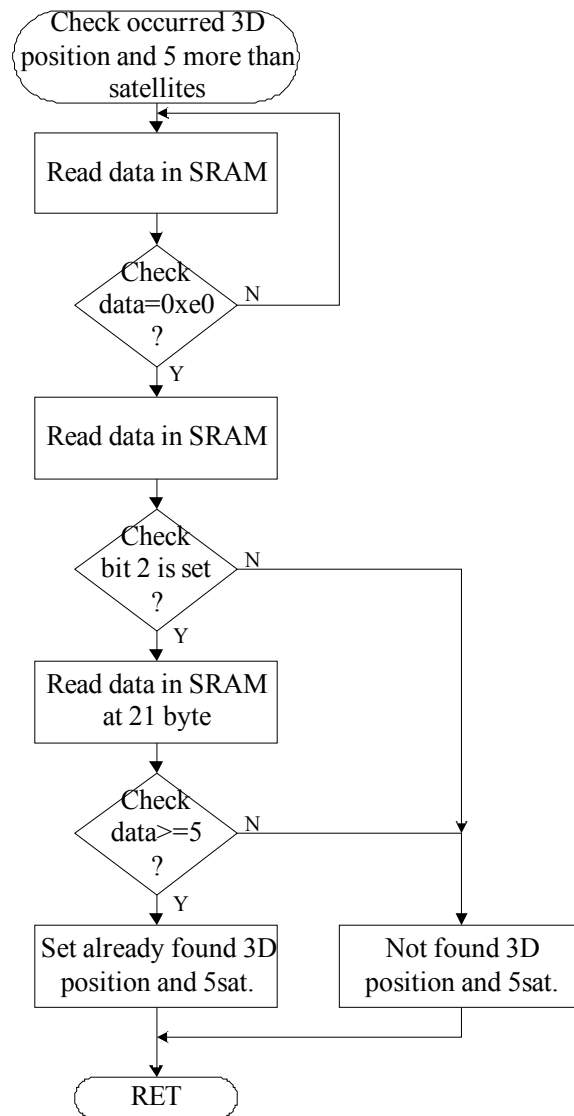 Check occurred 3D
position and 5 more than
satellites
Read data in SRAM
Check
data=0xe0
?
N
Y
Read data in SRAM
Check
bit 2 is set
?
N
Y
Read data in SRAM
at 21 byte
Check
data>=5
?
N
Y
Set already found 3D
position and 5sat.
Not found 3D
position and 5sat.
RET